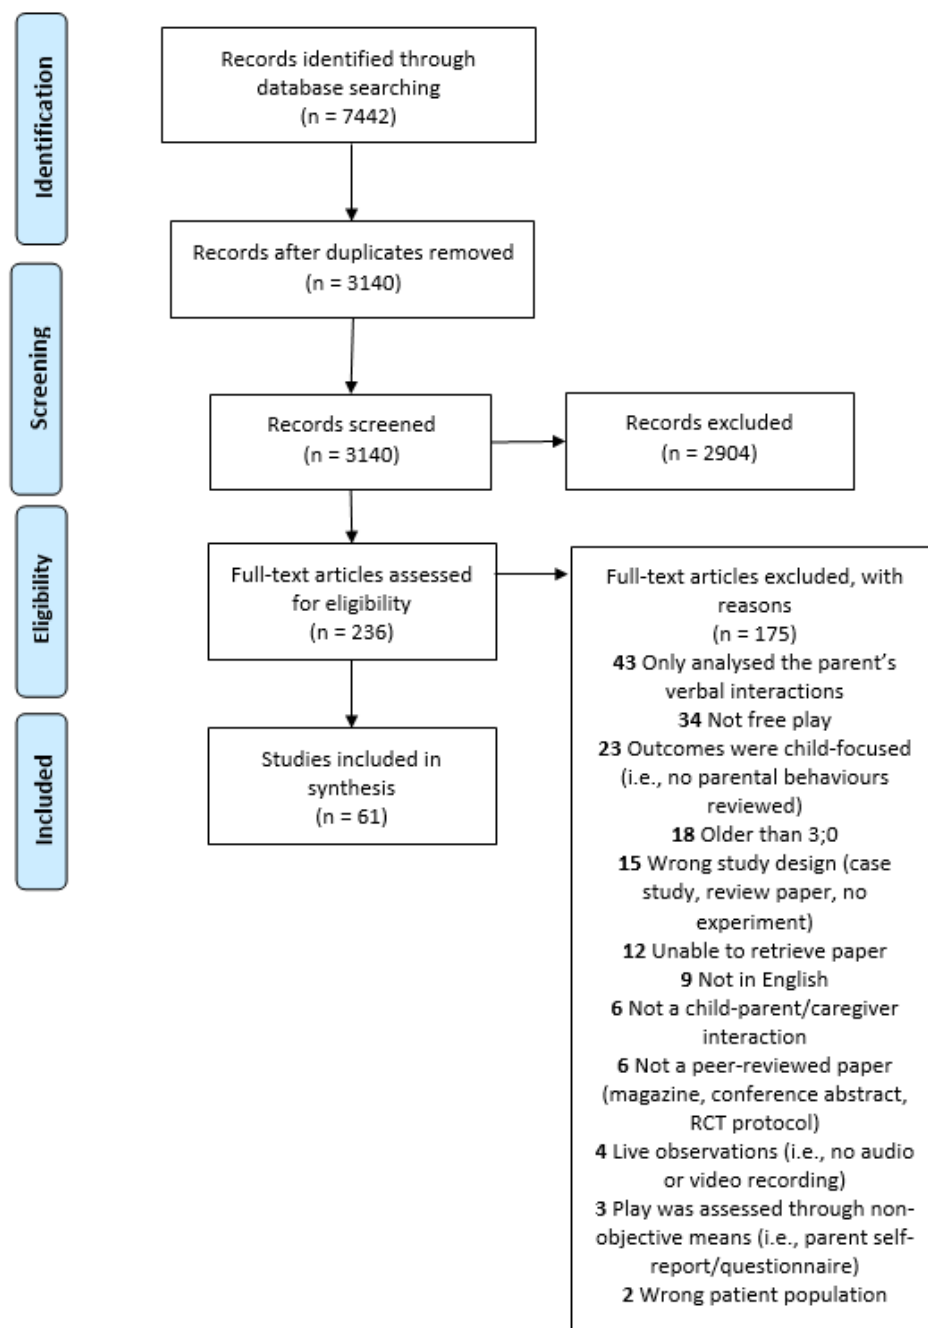 Identification
Records identified through
database searching
(n = 7442)
Records after duplicates removed
(n = 3140)
Screening
Records screened
(n = 3140)
Records excluded
(n = 2904)
Eligibility
Full-text articles assessed
for eligibility
(n = 236)
Full-text articles excluded, with
reasons
(n = 175)
43 Only analysed the parent's
verbal interactions
34 Not free play
23 Outcomes were child-focused
(i.e., no parental behaviours
reviewed)
18 Older than 3;0
15 Wrong study design (case
study, review paper, no
experiment)
12 Unable to retrieve paper
9 Not in English
6 Not a child-parent/caregiver
interaction
6 Not a peer-reviewed paper
(magazine, conference abstract,
RCT protocol)
4 Live observations (i.e., no audio
or video recording)
3 Play was assessed through non-
objective means (i.e., parent self-
report/questionnaire)
2 Wrong patient population
Included
Studies included in
synthesis
(n = 61)